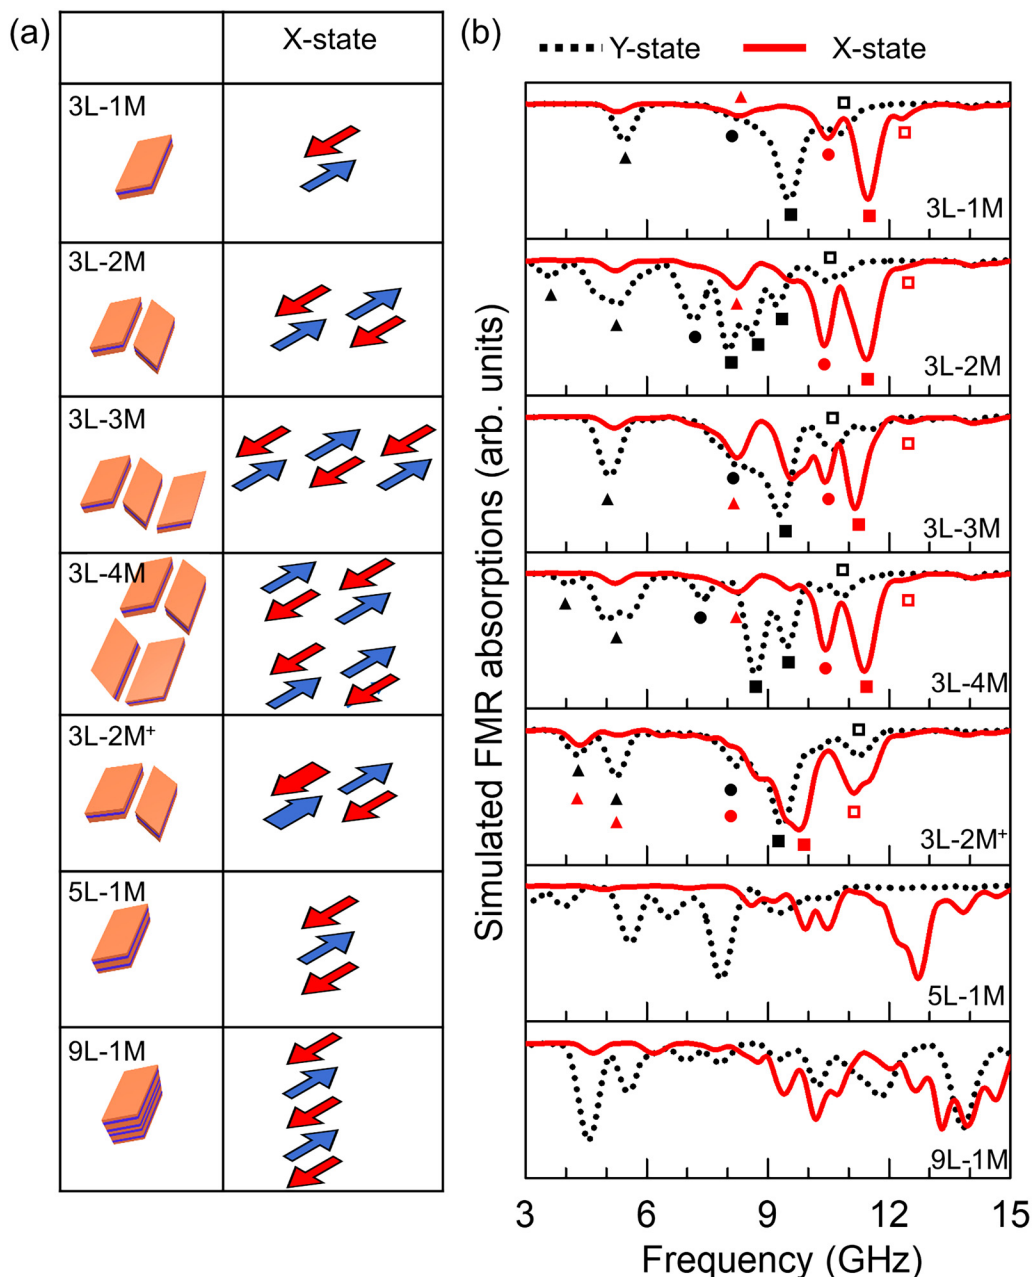 (a)
X-state
3L-1M
3L-2M
3L-3M
3L-4M
3L-2M⁺
5L-1M
9L-1M
(b)
Y-state
X-state
3L-1M
3L-2M
3L-3M
3L-4M
3L-2M⁺
5L-1M
9L-1M
Simulated FMR absorptions (arb. units)
3 6 9 12 15
Frequency (GHz)